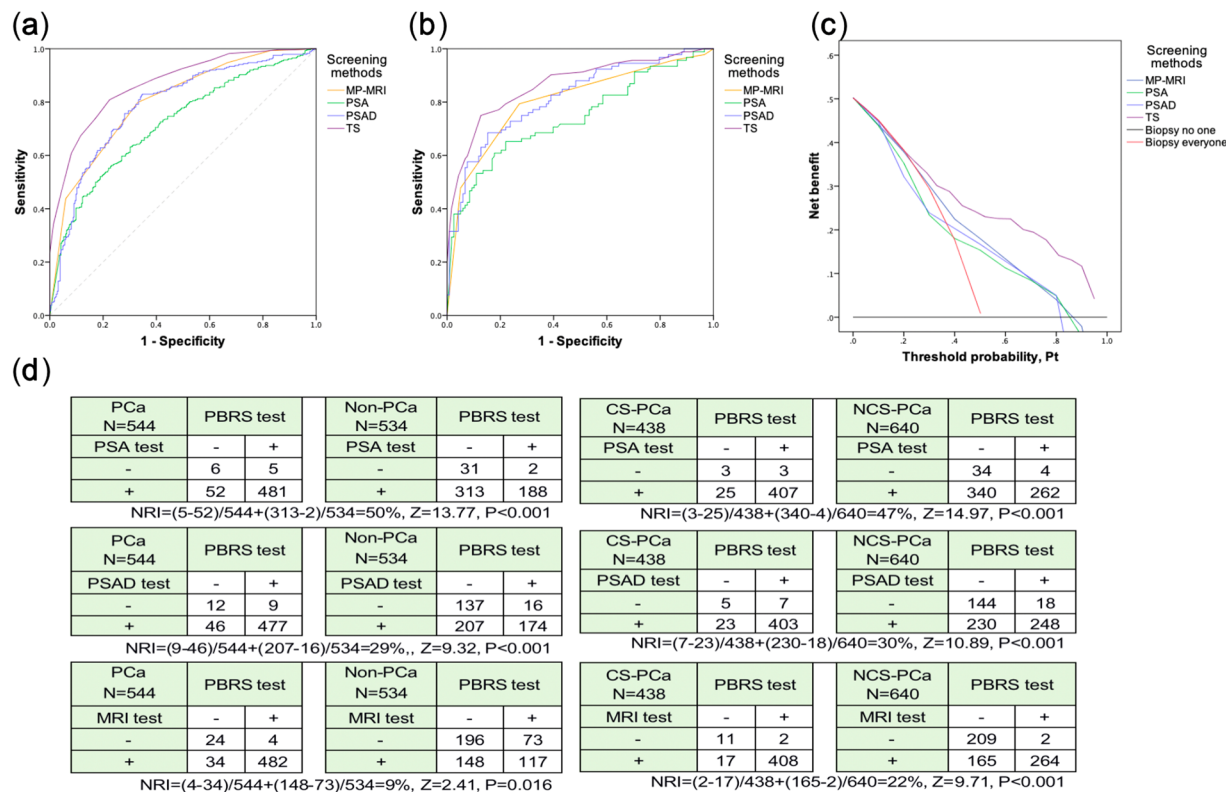 (a)
(b)
(c)
1.0
0.8
0.6
0.4
0.2
0.0
Sensitivity
0.0 0.2 0.4 0.6 0.8 1.0
1 - Specificity
Screening
methods
MP-MRI
PSA
PSAD
TS
1.0
0.8
0.6
0.4
0.2
0.0
Sensitivity
0.0 0.2 0.4 0.6 0.8 1.0
1 - Specificity
Screening
methods
MP-MRI
PSA
PSAD
TS
.6
.5
.4
.3
.2
.1
.0
Net benefit
.0 .2 .4 .6 .8 1.0
Threshold probability, Pt
Screening
methods
MP-MRI
PSA
PSAD
TS
Biopsy no one
Biopsy everyone
(d)
PCa
N=544
PBRS test
Non-PCa
N=534
PBRS test
PSA test - + PSA test - +
- 6 5 - 31 2
+ 52 481 + 313 188
NRI=(5-52)/544+(313-2)/534=50%, Z=13.77, P<0.001
CS-PCa
N=438
PBRS test
NCS-PCa
N=640
PBRS test
PSA test - + PSA test - +
- 3 3 - 34 4
+ 25 407 + 340 262
NRI=(3-25)/438+(340-4)/640=47%, Z=14.97, P<0.001
PCa
N=544
PBRS test
Non-PCa
N=534
PBRS test
PSAD test - + PSAD test - +
- 12 9 - 137 16
+ 46 477 + 207 174
NRI=(9-46)/544+(207-16)/534=29%,, Z=9.32, P<0.001
CS-PCa
N=438
PBRS test
NCS-PCa
N=640
PBRS test
PSAD test - + PSAD test - +
- 5 7 - 144 18
+ 23 403 + 230 248
NRI=(7-23)/438+(230-18)/640=30%, Z=10.89, P<0.001
PCa
N=544
PBRS test
Non-PCa
N=534
PBRS test
MRI test - + MRI test - +
- 24 4 - 196 73
+ 34 482 + 148 117
NRI=(4-34)/544+(148-73)/534=9%, Z=2.41, P=0.016
CS-PCa
N=438
PBRS test
NCS-PCa
N=640
PBRS test
MRI test - + MRI test - +
- 11 2 - 209 2
+ 17 408 + 165 264
NRI=(2-17)/438+(165-2)/640=22%, Z=9.71, P<0.001